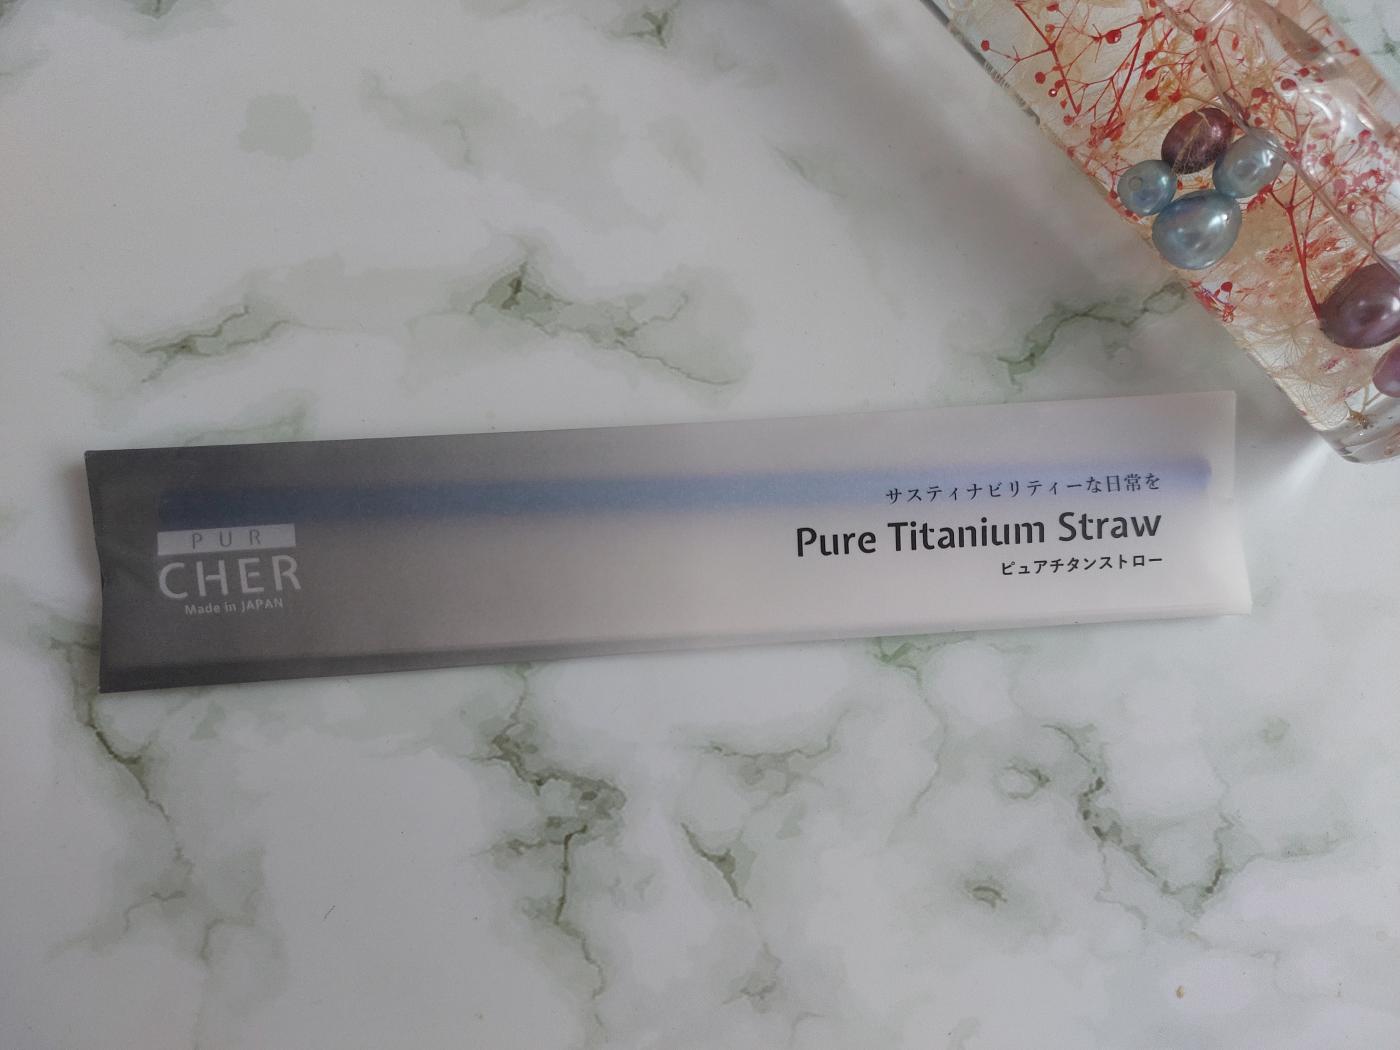 PUR
CHER
Made in JAPAN
サスティナビリティーな日常を
Pure Titanium Straw
ピュアチタンストロー